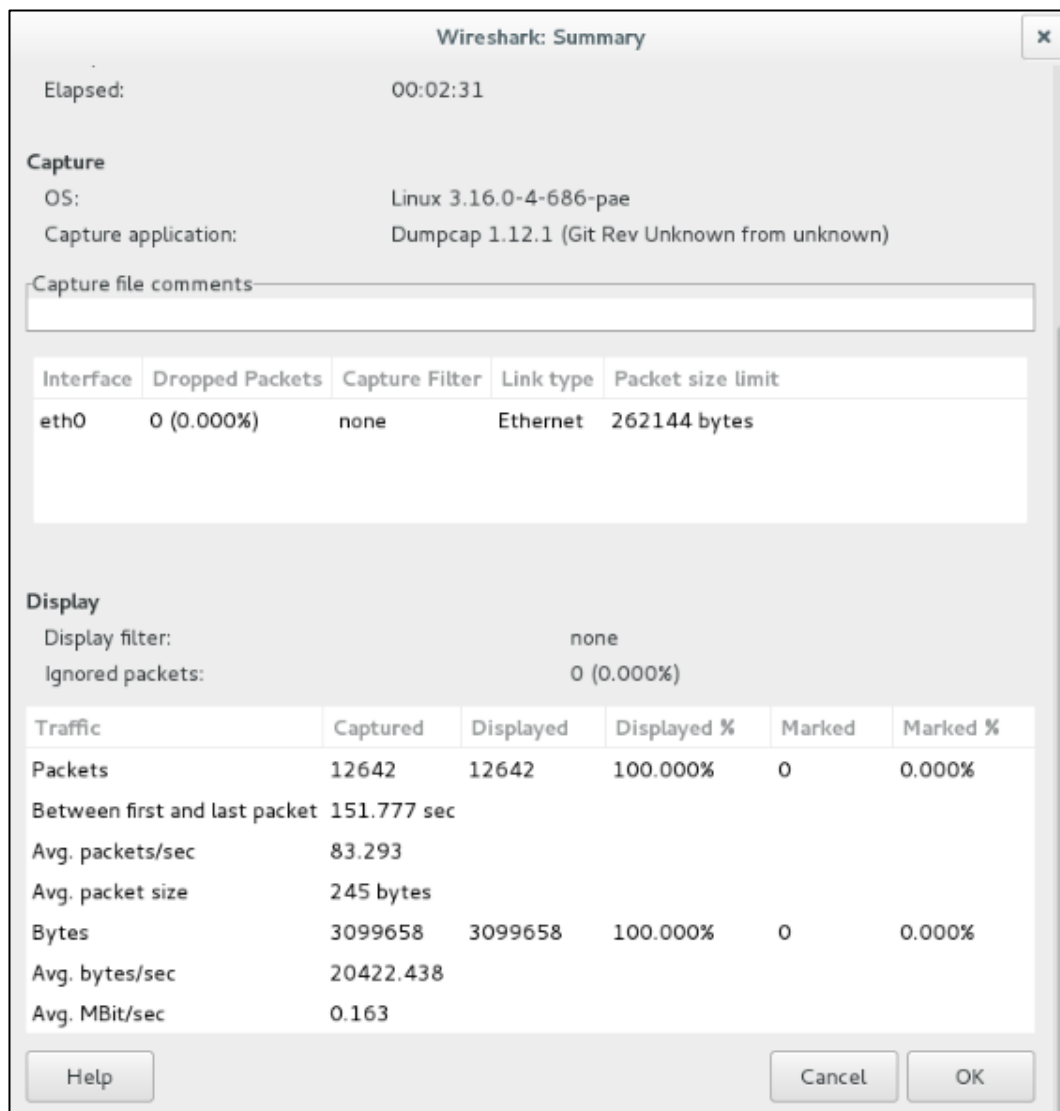 Wireshark: Summary
Elapsed: 00:02:31
Capture
OS: Linux 3.16.0-4-686-pae
Capture application: Dumpcap 1.12.1 (Git Rev Unknown from unknown)
Capture file comments
Interface Dropped Packets Capture Filter Link type Packet size limit
eth0 0 (0.000%) none Ethernet 262144 bytes
Display
Display filter: none
Ignored packets: 0 (0.000%)
Traffic Captured Displayed Displayed % Marked Marked %
Packets 12642 12642 100.000% 0 0.000%
Between first and last packet 151.777 sec
Avg. packets/sec 83.293
Avg. packet size 245 bytes
Bytes 3099658 3099658 100.000% 0 0.000%
Avg. bytes/sec 20422.438
Avg. MBit/sec 0.163
Help Cancel OK